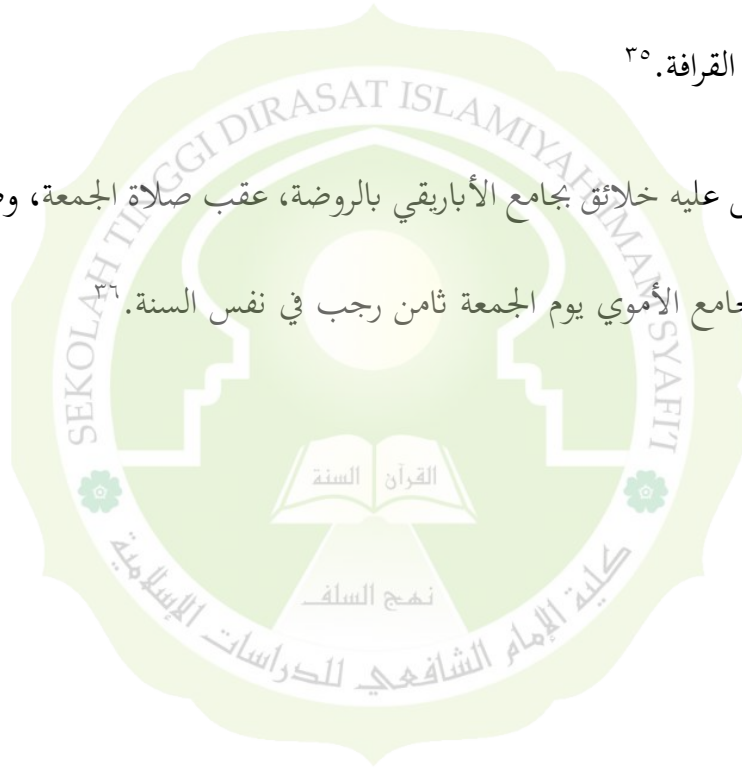 القرافة.٣٥
عليه خلائق بجامع الأباريقي بالروضة، عقب صلاة الجمعة،
الأموي يوم الجمعة ثامن رجب في نفس السنة.٣٦
SEKOLAH TINGGI DIRASAT ISLAMIYAH IMAM SYAFI'I
القرآن السنة
نهج السلف
كلية الإمام الشافعي للدراسات الإسلامية